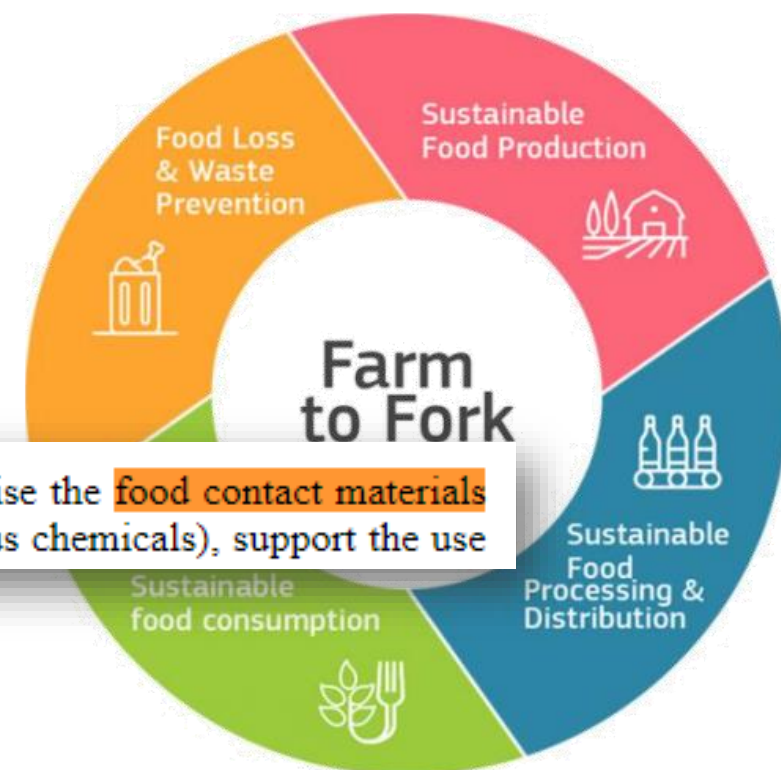 Food Loss
& Waste
Prevention
Sustainable
Food Production
Farm
to Fork
ise the food contact materials
us chemicals), support the use
Sustainable
Food
Processing &
Distribution
Sustainable
food consumption